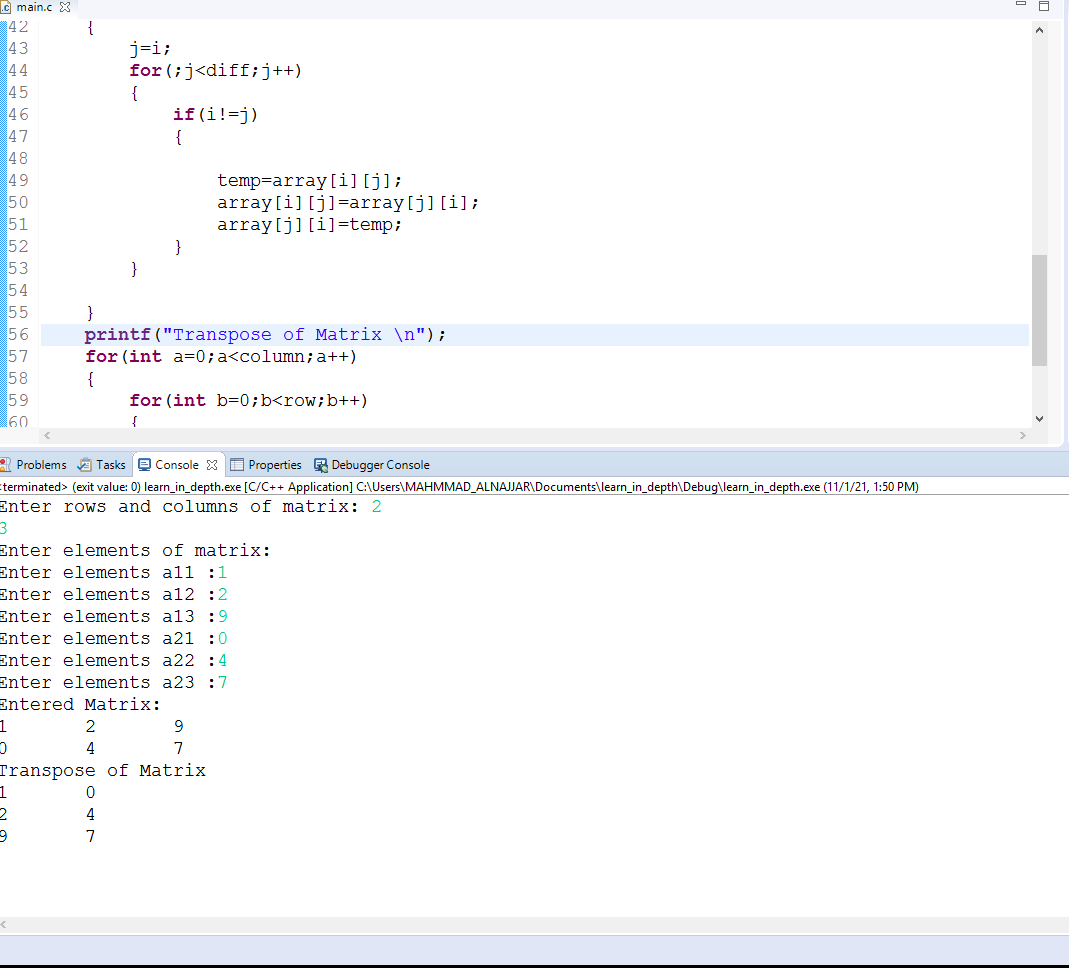 main.c
42 {
43 j=i;
44 for(;j<diff;j++)
45 {
46 if(i!=j)
47 {
48
49 temp=array[i][j];
50 array[i][j]=array[j][i];
51 array[j][i]=temp;
52 }
53 }
54
55 }
56 printf("Transpose of Matrix \n");
57 for(int a=0;a<column;a++)
58 {
59 for(int b=0;b<row;b++)
60 {
Problems Tasks Console Properties Debugger Console
<terminated> (exit value: 0) learn_in_depth.exe [C/C++ Application] C:\Users\MAHMMAD_ALNAJJAR\Documents\learn_in_depth\Debug\learn_in_depth.exe (11/1/21, 1:50 PM)
Enter rows and columns of matrix: 2
3
Enter elements of matrix:
Enter elements a11 :1
Enter elements a12 :2
Enter elements a13 :9
Enter elements a21 :0
Enter elements a22 :4
Enter elements a23 :7
Entered Matrix:
1 2 9
0 4 7
Transpose of Matrix
1 0
2 4
9 7